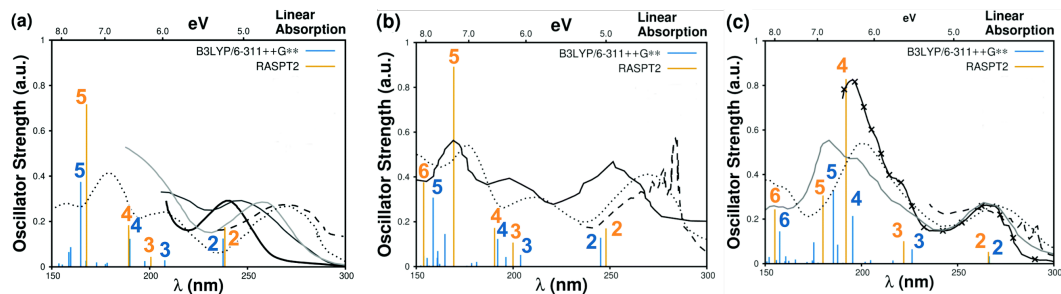 (a)
eV
Linear
Absorption
8.0 7.0 6.0 5.0
B3LYP/6-311++G**
RASPT2
Oscillator Strength (a.u.)
1
0.8
0.6
0.4
0.2
0
5
5
4
4
3
3
2
2
150 200 250 300
λ (nm)
(b)
eV
Linear
Absorption
8.0 7.0 6.0 5.0
B3LYP/6-311++G**
RASPT2
Oscillator Strength (a.u.)
1
0.8
0.6
0.4
0.2
0
5
6
5
4
4
3
3
2
2
150 200 250 300
λ (nm)
(c)
eV
Linear
Absorption
8.0 7.0 6.0 5.0
B3LYP/6-311++G**
RASPT2
Oscillator Strength (a.u.)
1
0.8
0.6
0.4
0.2
0
4
5
5
4
6
6
3
3
2
2
150 200 250 300
λ (nm)